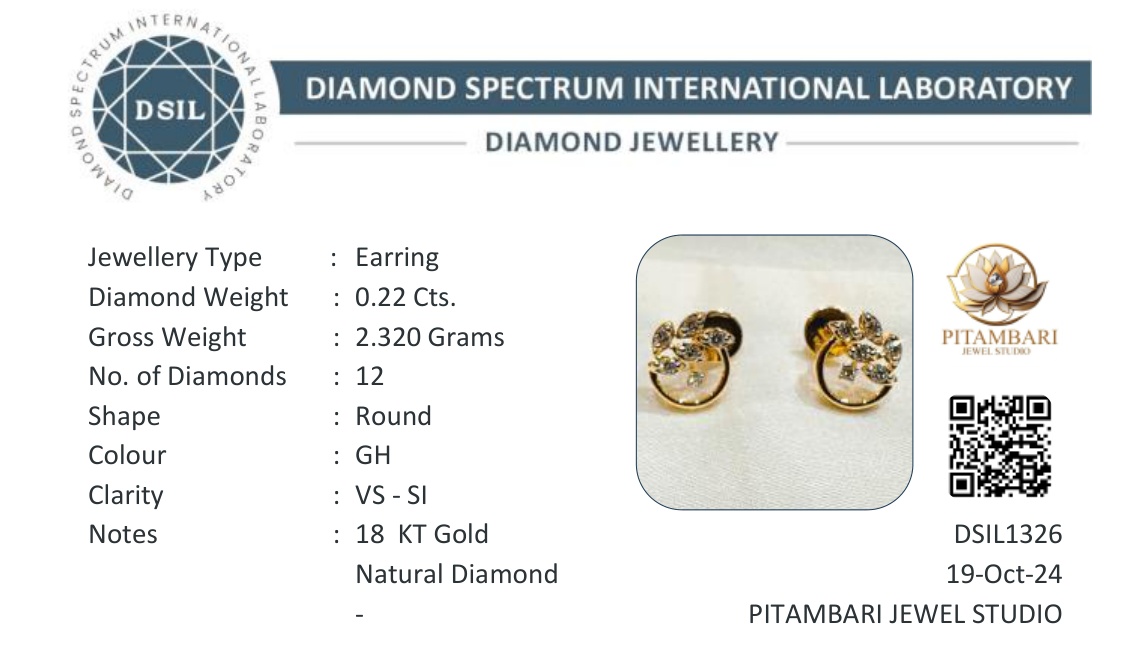 DIAMOND SPECTRUM INTERNATIONAL LABORATORY
DSIL
DIAMOND SPECTRUM INTERNATIONAL LABORATORY
DIAMOND JEWELLERY
Jewellery Type : Earring
Diamond Weight : 0.22 Cts.
Gross Weight : 2.320 Grams
No. of Diamonds : 12
Shape : Round
Colour : GH
Clarity : VS - SI
Notes : 18 KT Gold
Natural Diamond
-
PITAMBARI
JEWEL STUDIO
DSIL1326
19-Oct-24
PITAMBARI JEWEL STUDIO